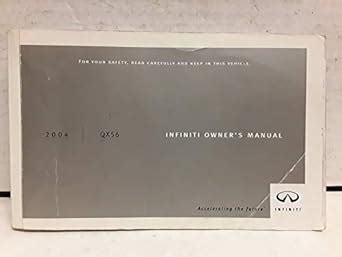 FOR YOUR SAFETY, READ CAREFULLY AND KEEP IN THIS VEHICLE.
2004 QX56 INFINITI OWNER'S MANUAL
Accelerating the future
INFINITI